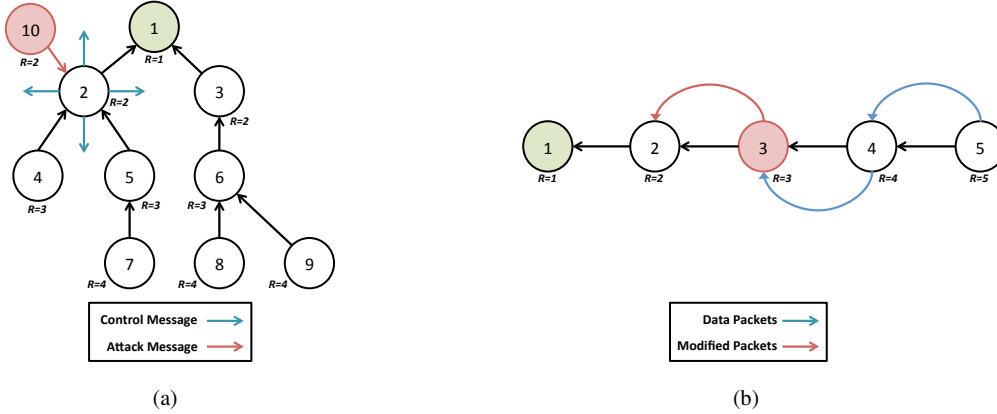 10
R=2
1
R=1
2
R=2
3
R=2
4
R=3
5
R=3
6
R=3
7
R=4
8
R=4
9
R=4
Control Message
Attack Message
(a)
1
R=1
2
R=2
3
R=3
4
R=4
5
R=5
Data Packets
Modified Packets
(b)